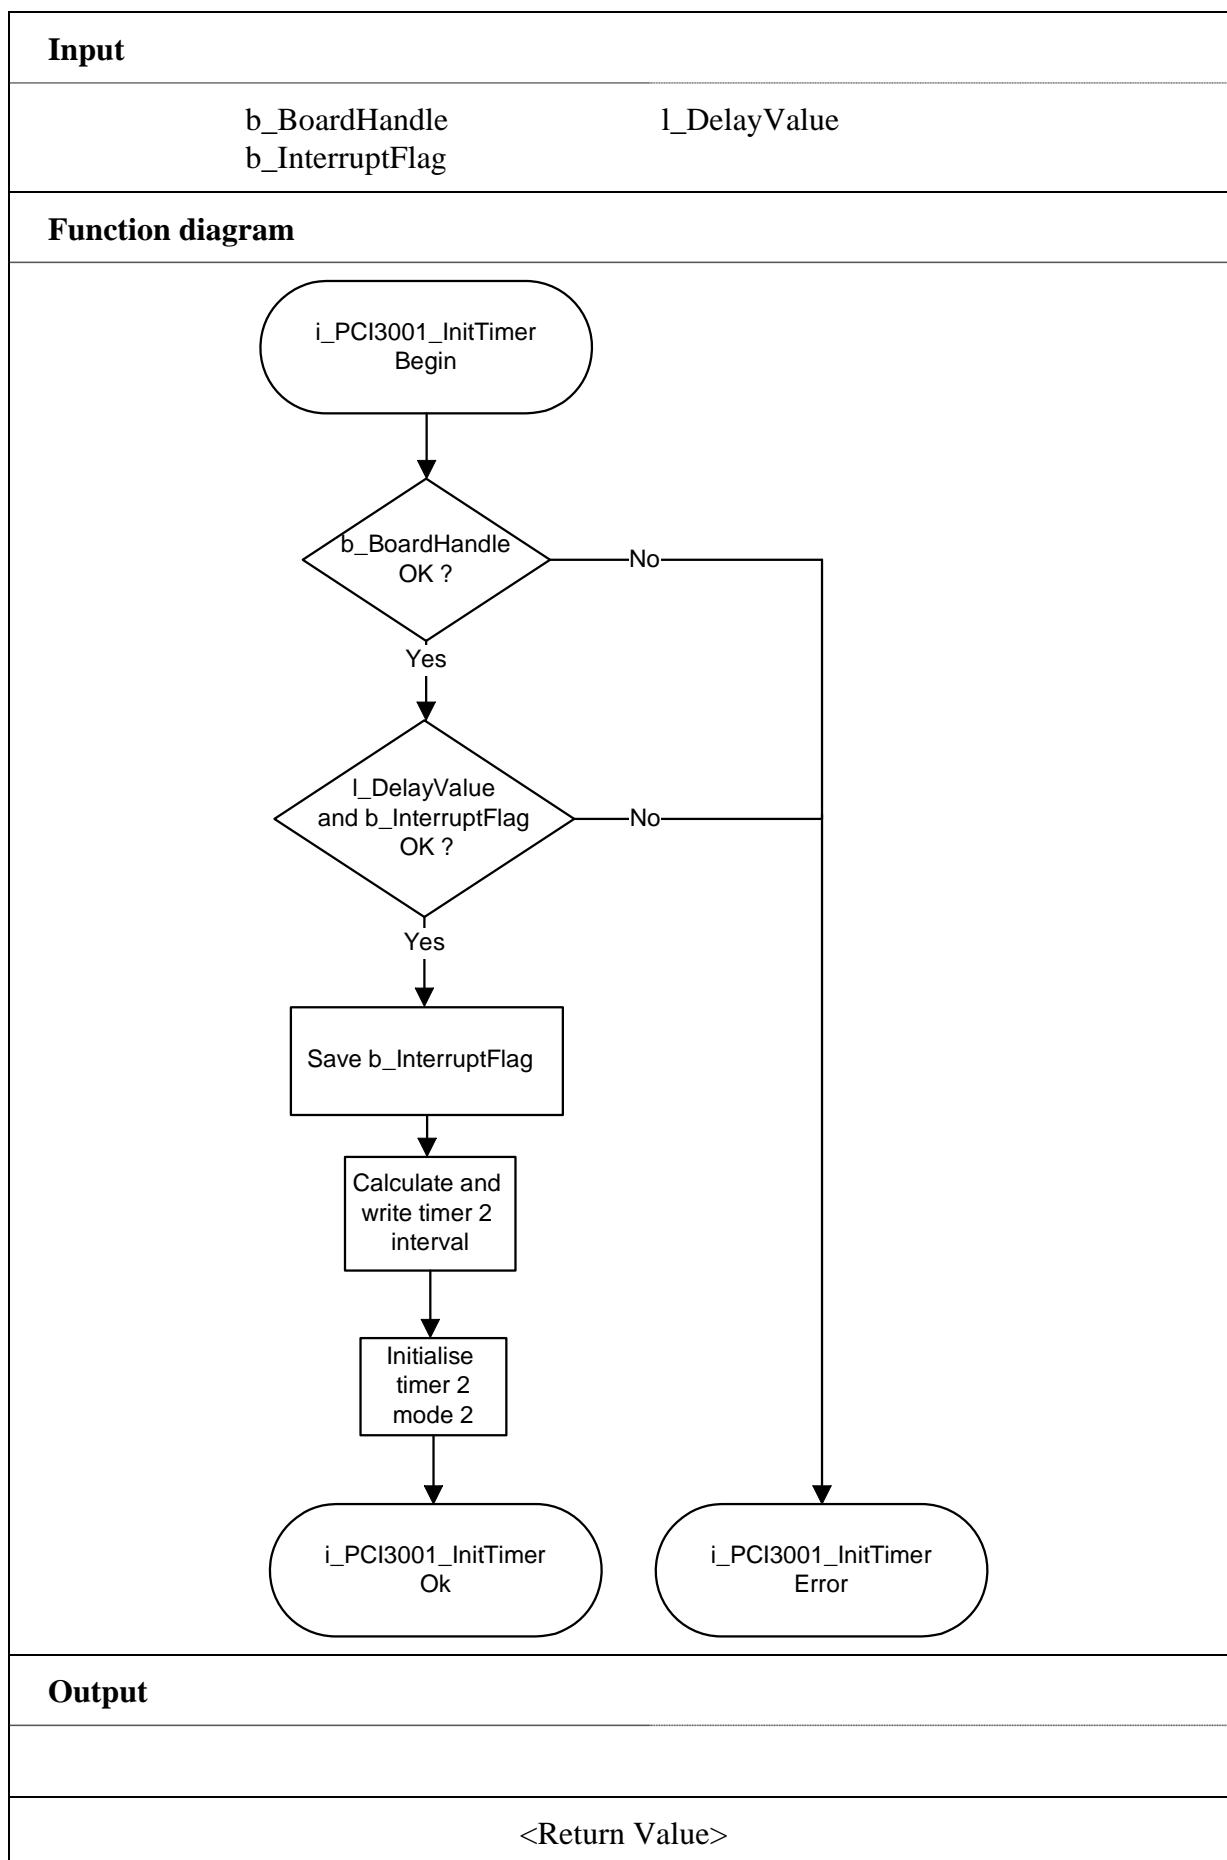 Input
b_BoardHandle l_DelayValue
b_InterruptFlag
Function diagram
i_PCI3001_InitTimer
Begin
b_BoardHandle
OK ?
No
Yes
l_DelayValue
and b_InterruptFlag
OK ?
No
Yes
Save b_InterruptFlag
Calculate and
write timer 2
interval
Initialise
timer 2
mode 2
i_PCI3001_InitTimer
Ok
i_PCI3001_InitTimer
Error
Output
<Return Value>